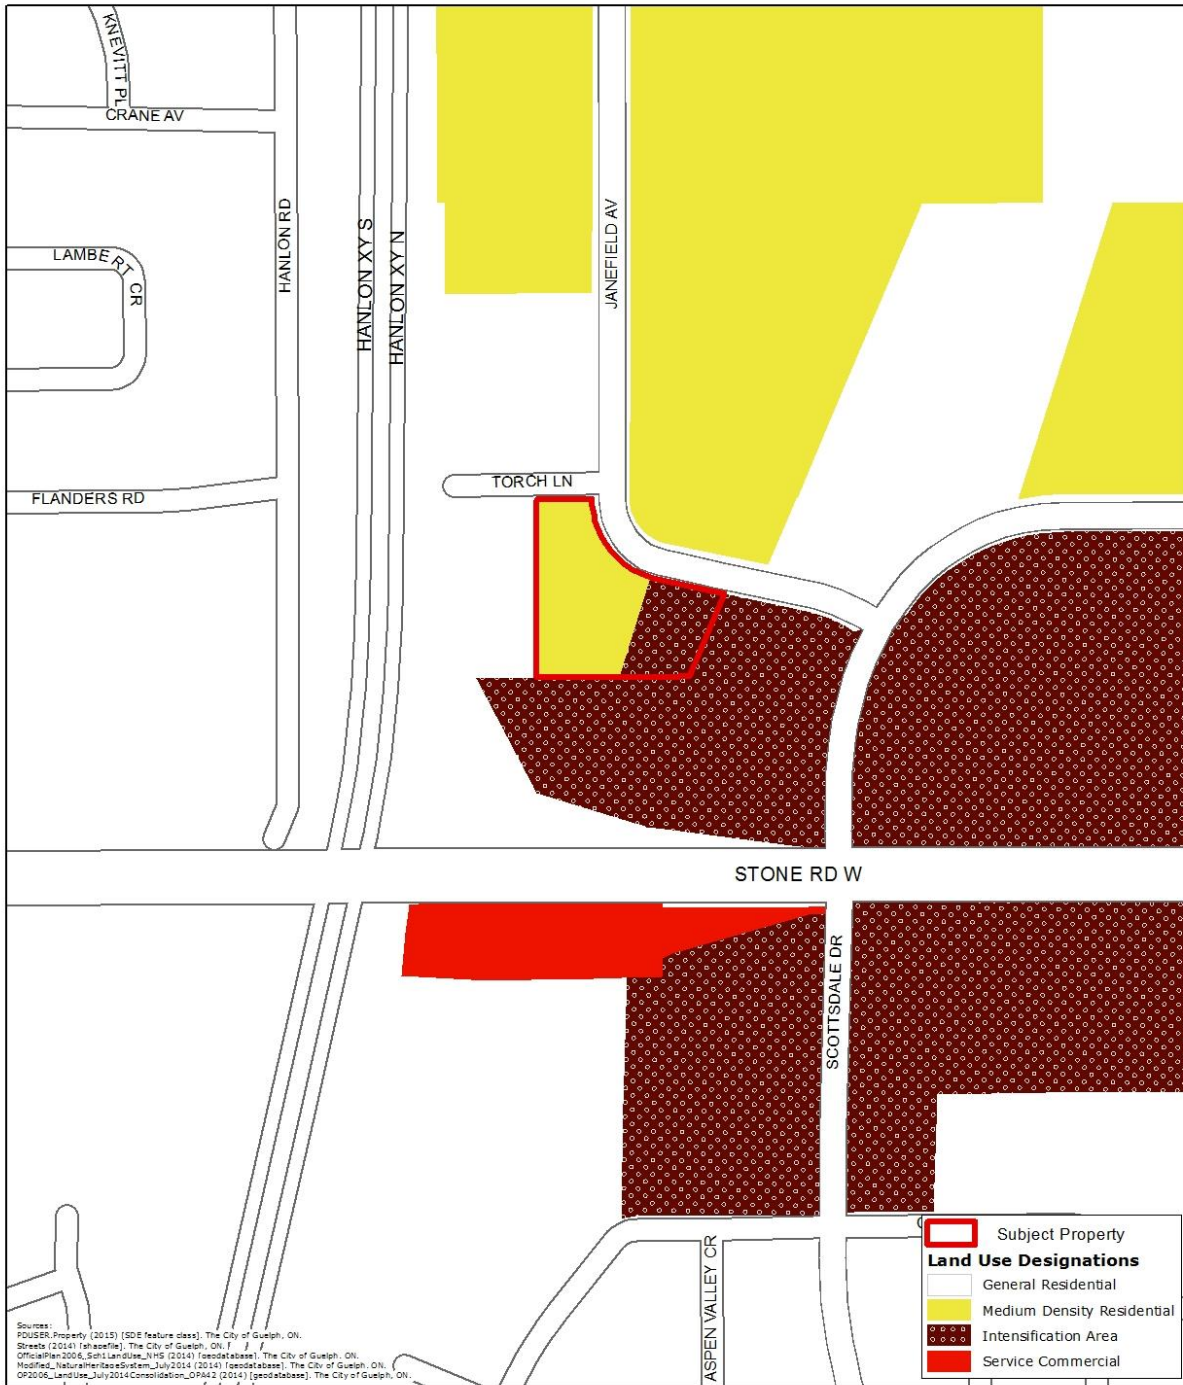 KNEVITT PL
CRANE AV
HANLON RD
HANLON XY S
HANLON XY N
JANEFIELD AV
LAMBERT CR
TORCH LN
FLANDERS RD
STONE RD W
SCOTTSDALE DR
ASPEN VALLEY CR
Subject Property
Land Use Designations
General Residential
Medium Density Residential
Intensification Area
Service Commercial
Sources:
PDUSER.Property (2015) [SDE feature class]. The City of Guelph, ON.
Streets (2014) [shapefile]. The City of Guelph, ON.
OfficialPlan2006_Sch1LandUse_NHS (2014) [geodatabase]. The City of Guelph, ON.
Modified_NaturalHeritageSystem_July2014 (2014) [geodatabase]. The City of Guelph, ON.
OP2006_LandUse_July2014Consolidation_OPA42 (2014) [geodatabase]. The City of Guelph, ON.